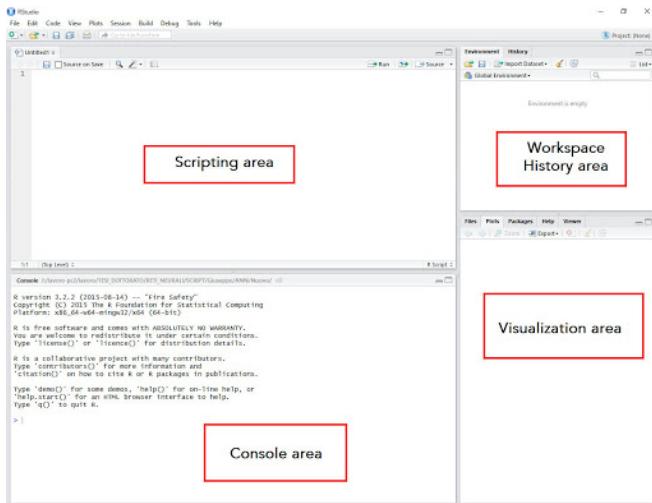 RStudio
File Edit Code View Plots Session Build Debug Tools Help
Go to file/function
Project: (None)
Untitled1 ×
Source on Save
Run
Source
1
Scripting area
1:1 (Top Level) R Script
Environment History
Import Dataset
List
Global Environment
Environment is empty
Workspace
History area
Files Plots Packages Help Viewer
Zoom Export
Visualization area
Console
R version 3.2.2 (2015-08-14) -- "Fire Safety"
Copyright (C) 2015 The R Foundation for Statistical Computing
Platform: x86_64-w64-mingw32/x64 (64-bit)
R is free software and comes with ABSOLUTELY NO WARRANTY.
You are welcome to redistribute it under certain conditions.
Type 'license()' or 'licence()' for distribution details.
R is a collaborative project with many contributors.
Type 'contributors()' for more information and
'citation()' on how to cite R or R packages in publications.
Type 'demo()' for some demos, 'help()' for on-line help, or
'help.start()' for an HTML browser interface to help.
Type 'q()' to quit R.
>
Console area